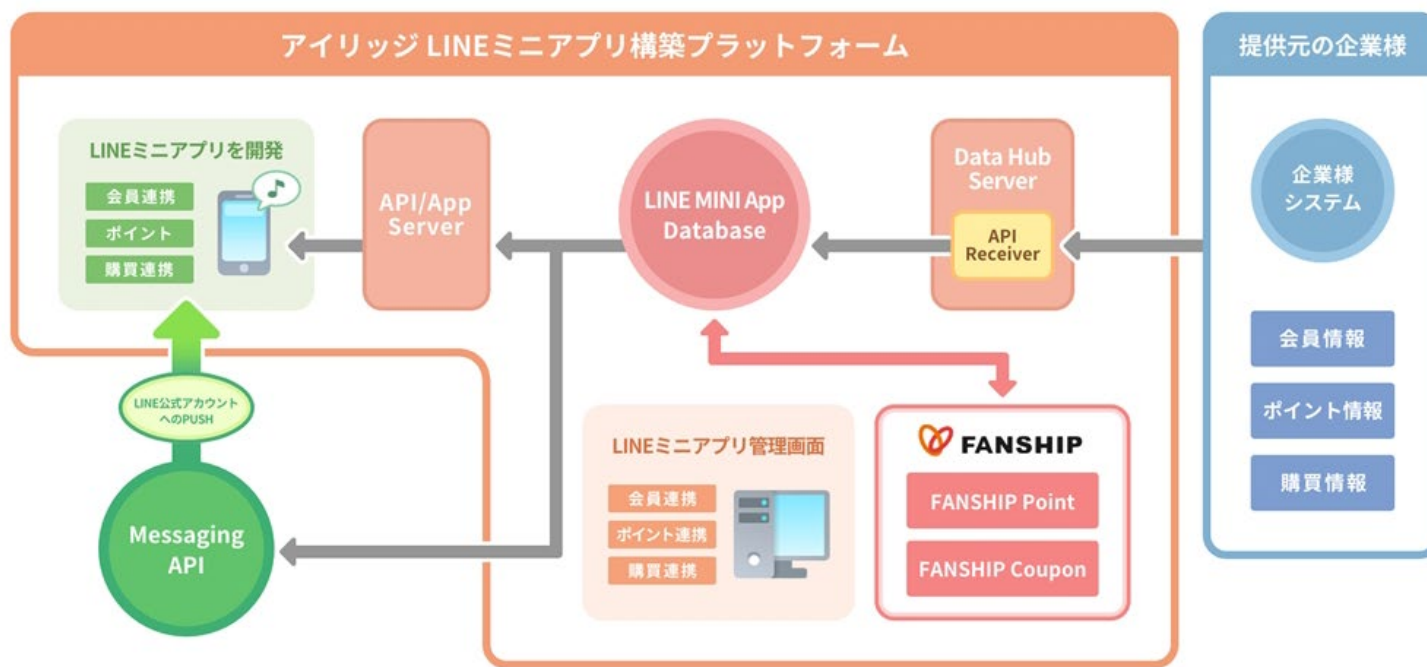 アイリッジ LINEミニアプリ構築プラットフォーム
提供元の企業様
LINEミニアプリを開発
会員連携
ポイント
購買連携
API/App
Server
LINE MINI App
Database
Data Hub
Server
API
Receiver
企業様
システム
会員情報
ポイント情報
購買情報
LINE公式アカウント
へのPUSH
Messaging
API
LINEミニアプリ管理画面
会員連携
ポイント連携
購買連携
FANSHIP
FANSHIP Point
FANSHIP Coupon